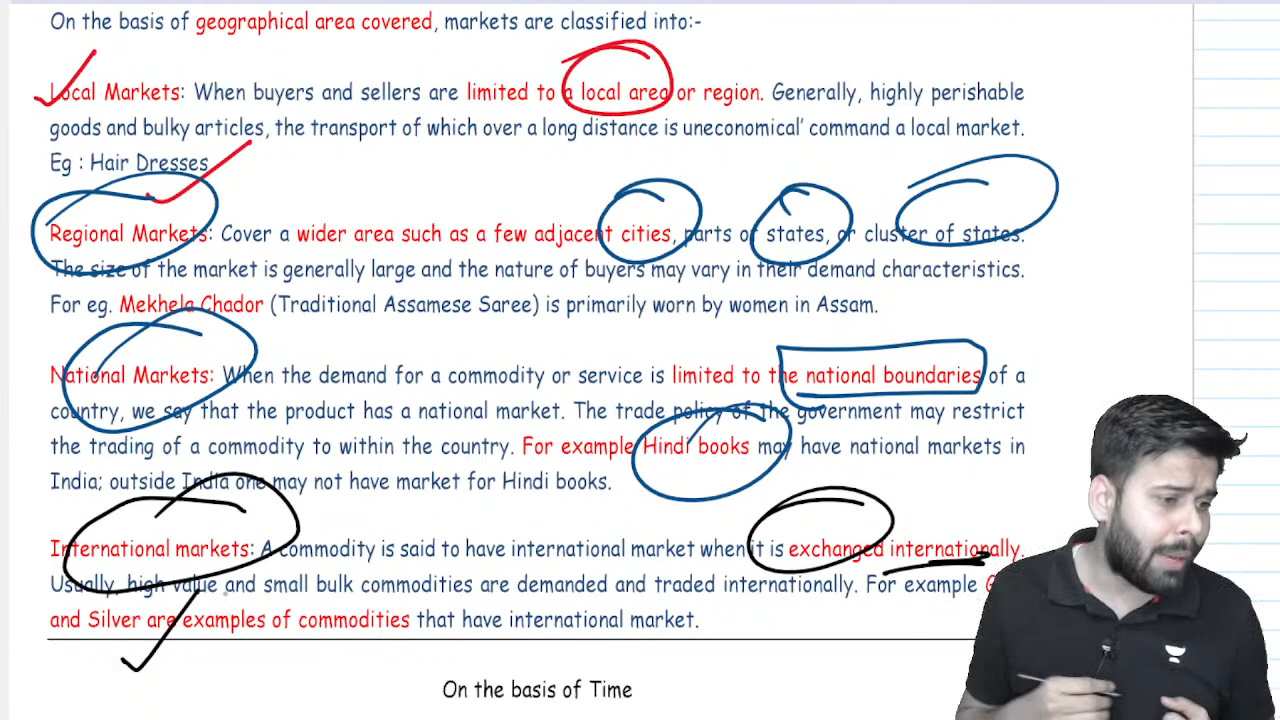 On the basis of geographical area covered, markets are classified into:-
Local Markets: When buyers and sellers are limited to a local area or region. Generally, highly perishable
goods and bulky articles, the transport of which over a long distance is uneconomical' command a local market.
Eg : Hair Dresses
Regional Markets: Cover a wider area such as a few adjacent cities, parts of states, or cluster of states.
The size of the market is generally large and the nature of buyers may vary in their demand characteristics.
For eg. Mekhela Chador (Traditional Assamese Saree) is primarily worn by women in Assam.
National Markets: When the demand for a commodity or service is limited to the national boundaries of a
country, we say that the product has a national market. The trade policy of the government may restrict
the trading of a commodity to within the country. For example Hindi books may have national markets in
India; outside India one may not have market for Hindi books.
International markets: A commodity is said to have international market when it is exchanged internationally.
Usually, high value and small bulk commodities are demanded and traded internationally. For example
and Silver are examples of commodities that have international market.
On the basis of Time